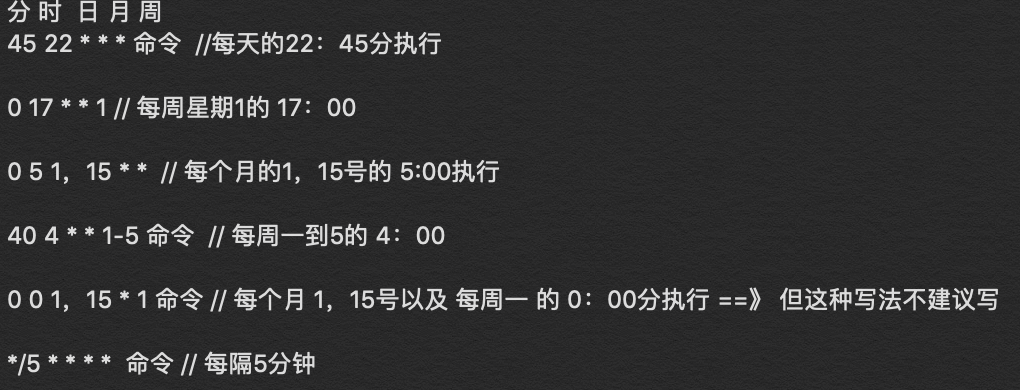 分 时 日 月 周
45 22 * * * 命令 //每天的22：45分执行
0 17 * * 1 // 每周星期1的 17：00
0 5 1，15 * * // 每个月的1，15号的 5:00执行
40 4 * * 1-5 命令 // 每周一到5的 4：00
0 0 1，15 * 1 命令 // 每个月 1，15号以及 每周一 的 0：00分执行 ==》 但这种写法不建议写
*/5 * * * * 命令 // 每隔5分钟